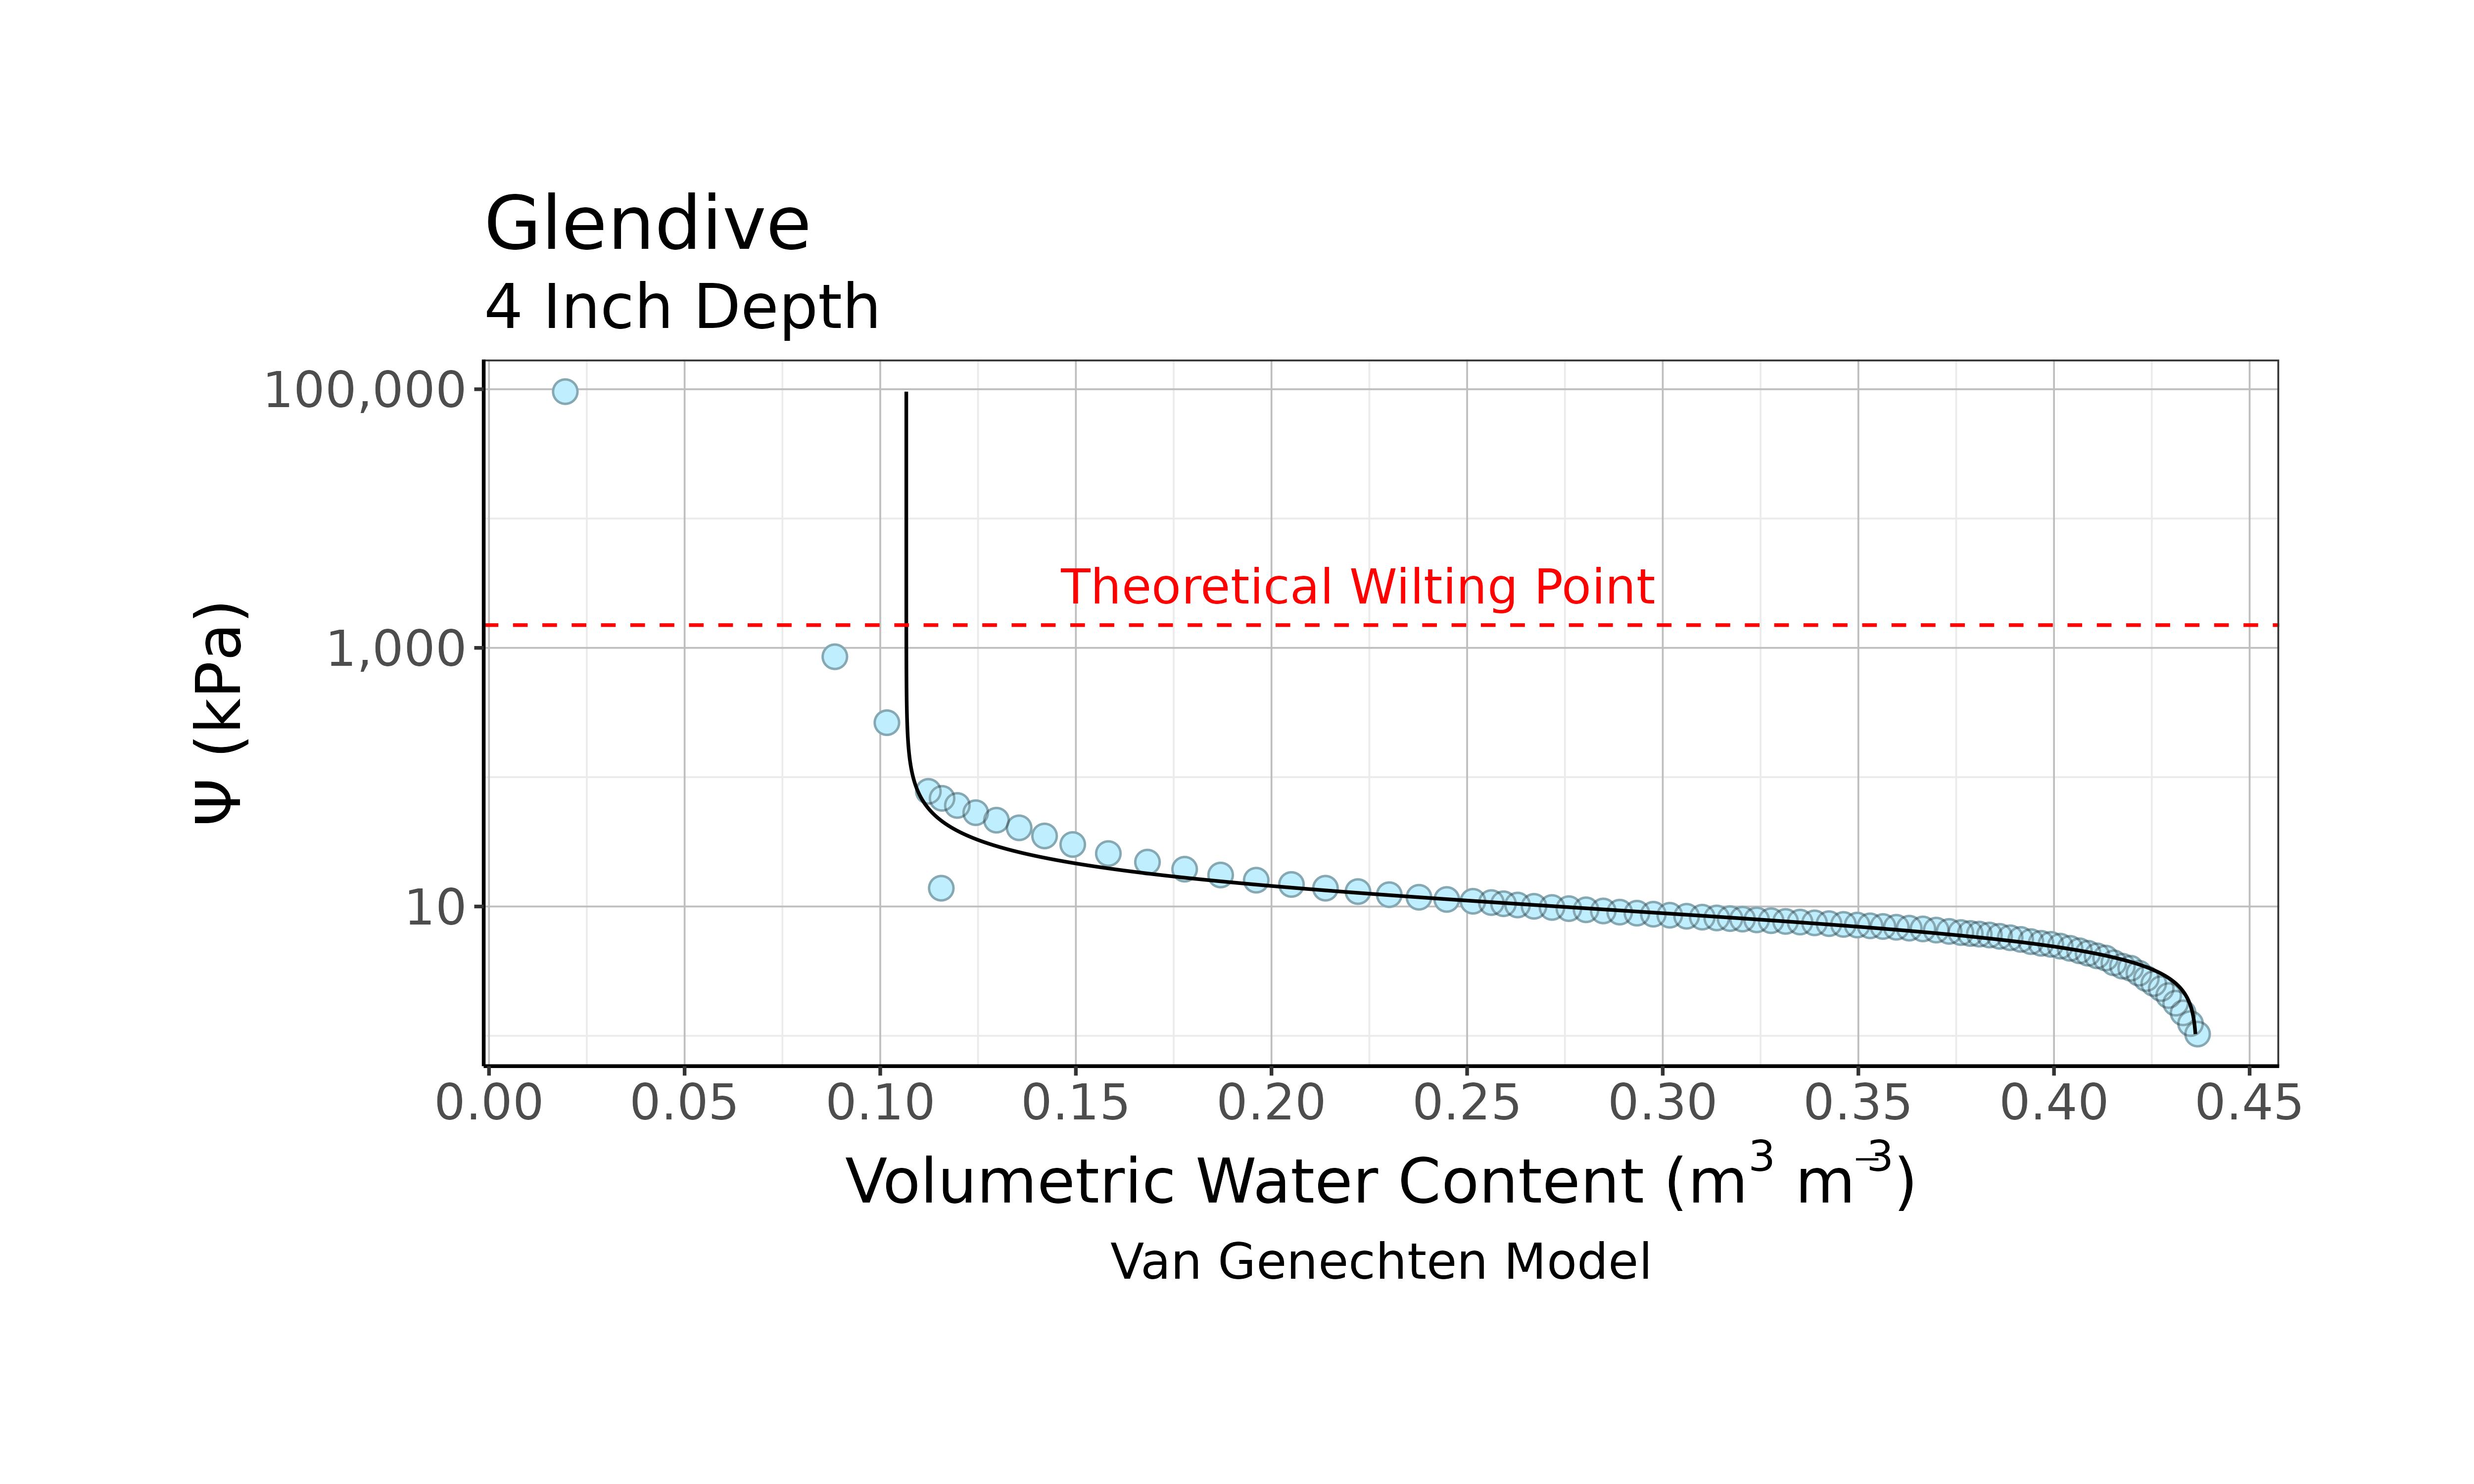 Glendive
4 Inch Depth
100,000
1,000
10
Ψ (kPa)
Theoretical Wilting Point
0.00 0.05 0.10 0.15 0.20 0.25 0.30 0.35 0.40 0.45
Volumetric Water Content (m³ m⁻³)
Van Genechten Model